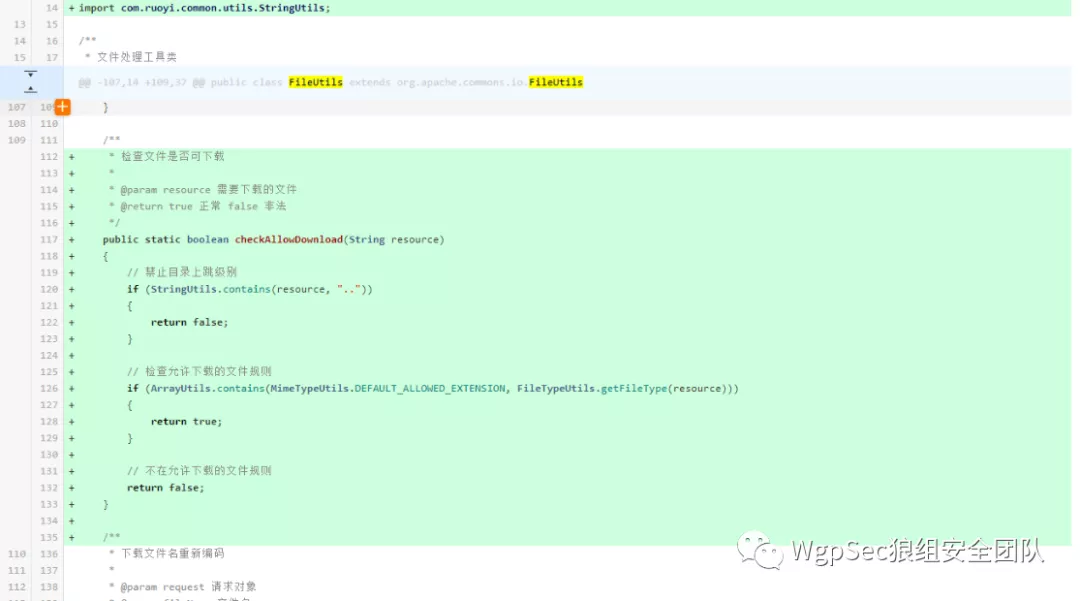 14 + import com.ruoyi.common.utils.StringUtils;
13 15
14 16 /**
15 17 * 文件处理工具类
@@ -107,14 +109,37 @@ public class FileUtils extends org.apache.commons.io.FileUtils
107 109 + }
108 110
109 111 /**
112 + * 检查文件是否可下载
113 + *
114 + * @param resource 需要下载的文件
115 + * @return true 正常 false 非法
116 + */
117 + public static boolean checkAllowDownload(String resource)
118 + {
119 + // 禁止目录上跳级别
120 + if (StringUtils.contains(resource, ".."))
121 + {
122 + return false;
123 + }
124 +
125 + // 检查允许下载的文件规则
126 + if (ArrayUtils.contains(MimeTypeUtils.DEFAULT_ALLOWED_EXTENSION, FileTypeUtils.getFileType(resource)))
127 + {
128 + return true;
129 + }
130 +
131 + // 不在允许下载的文件规则
132 + return false;
133 + }
134 +
135 + /**
110 136 * 下载文件名重新编码
111 137 *
112 138 * @param request 请求对象
WgpSec狼组安全团队